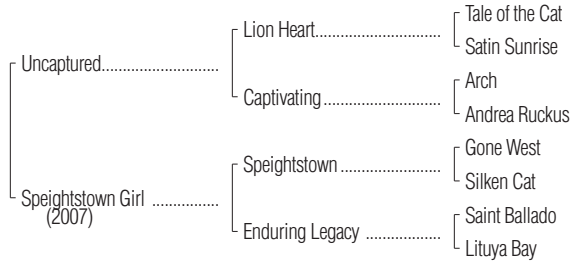 Tale of the Cat
Lion Heart
Satin Sunrise
Uncaptured
Arch
Captivating
Andrea Ruckus
Gone West
Speightstown
Silken Cat
Speightstown Girl
(2007)
Saint Ballado
Enduring Legacy
Lituya Bay